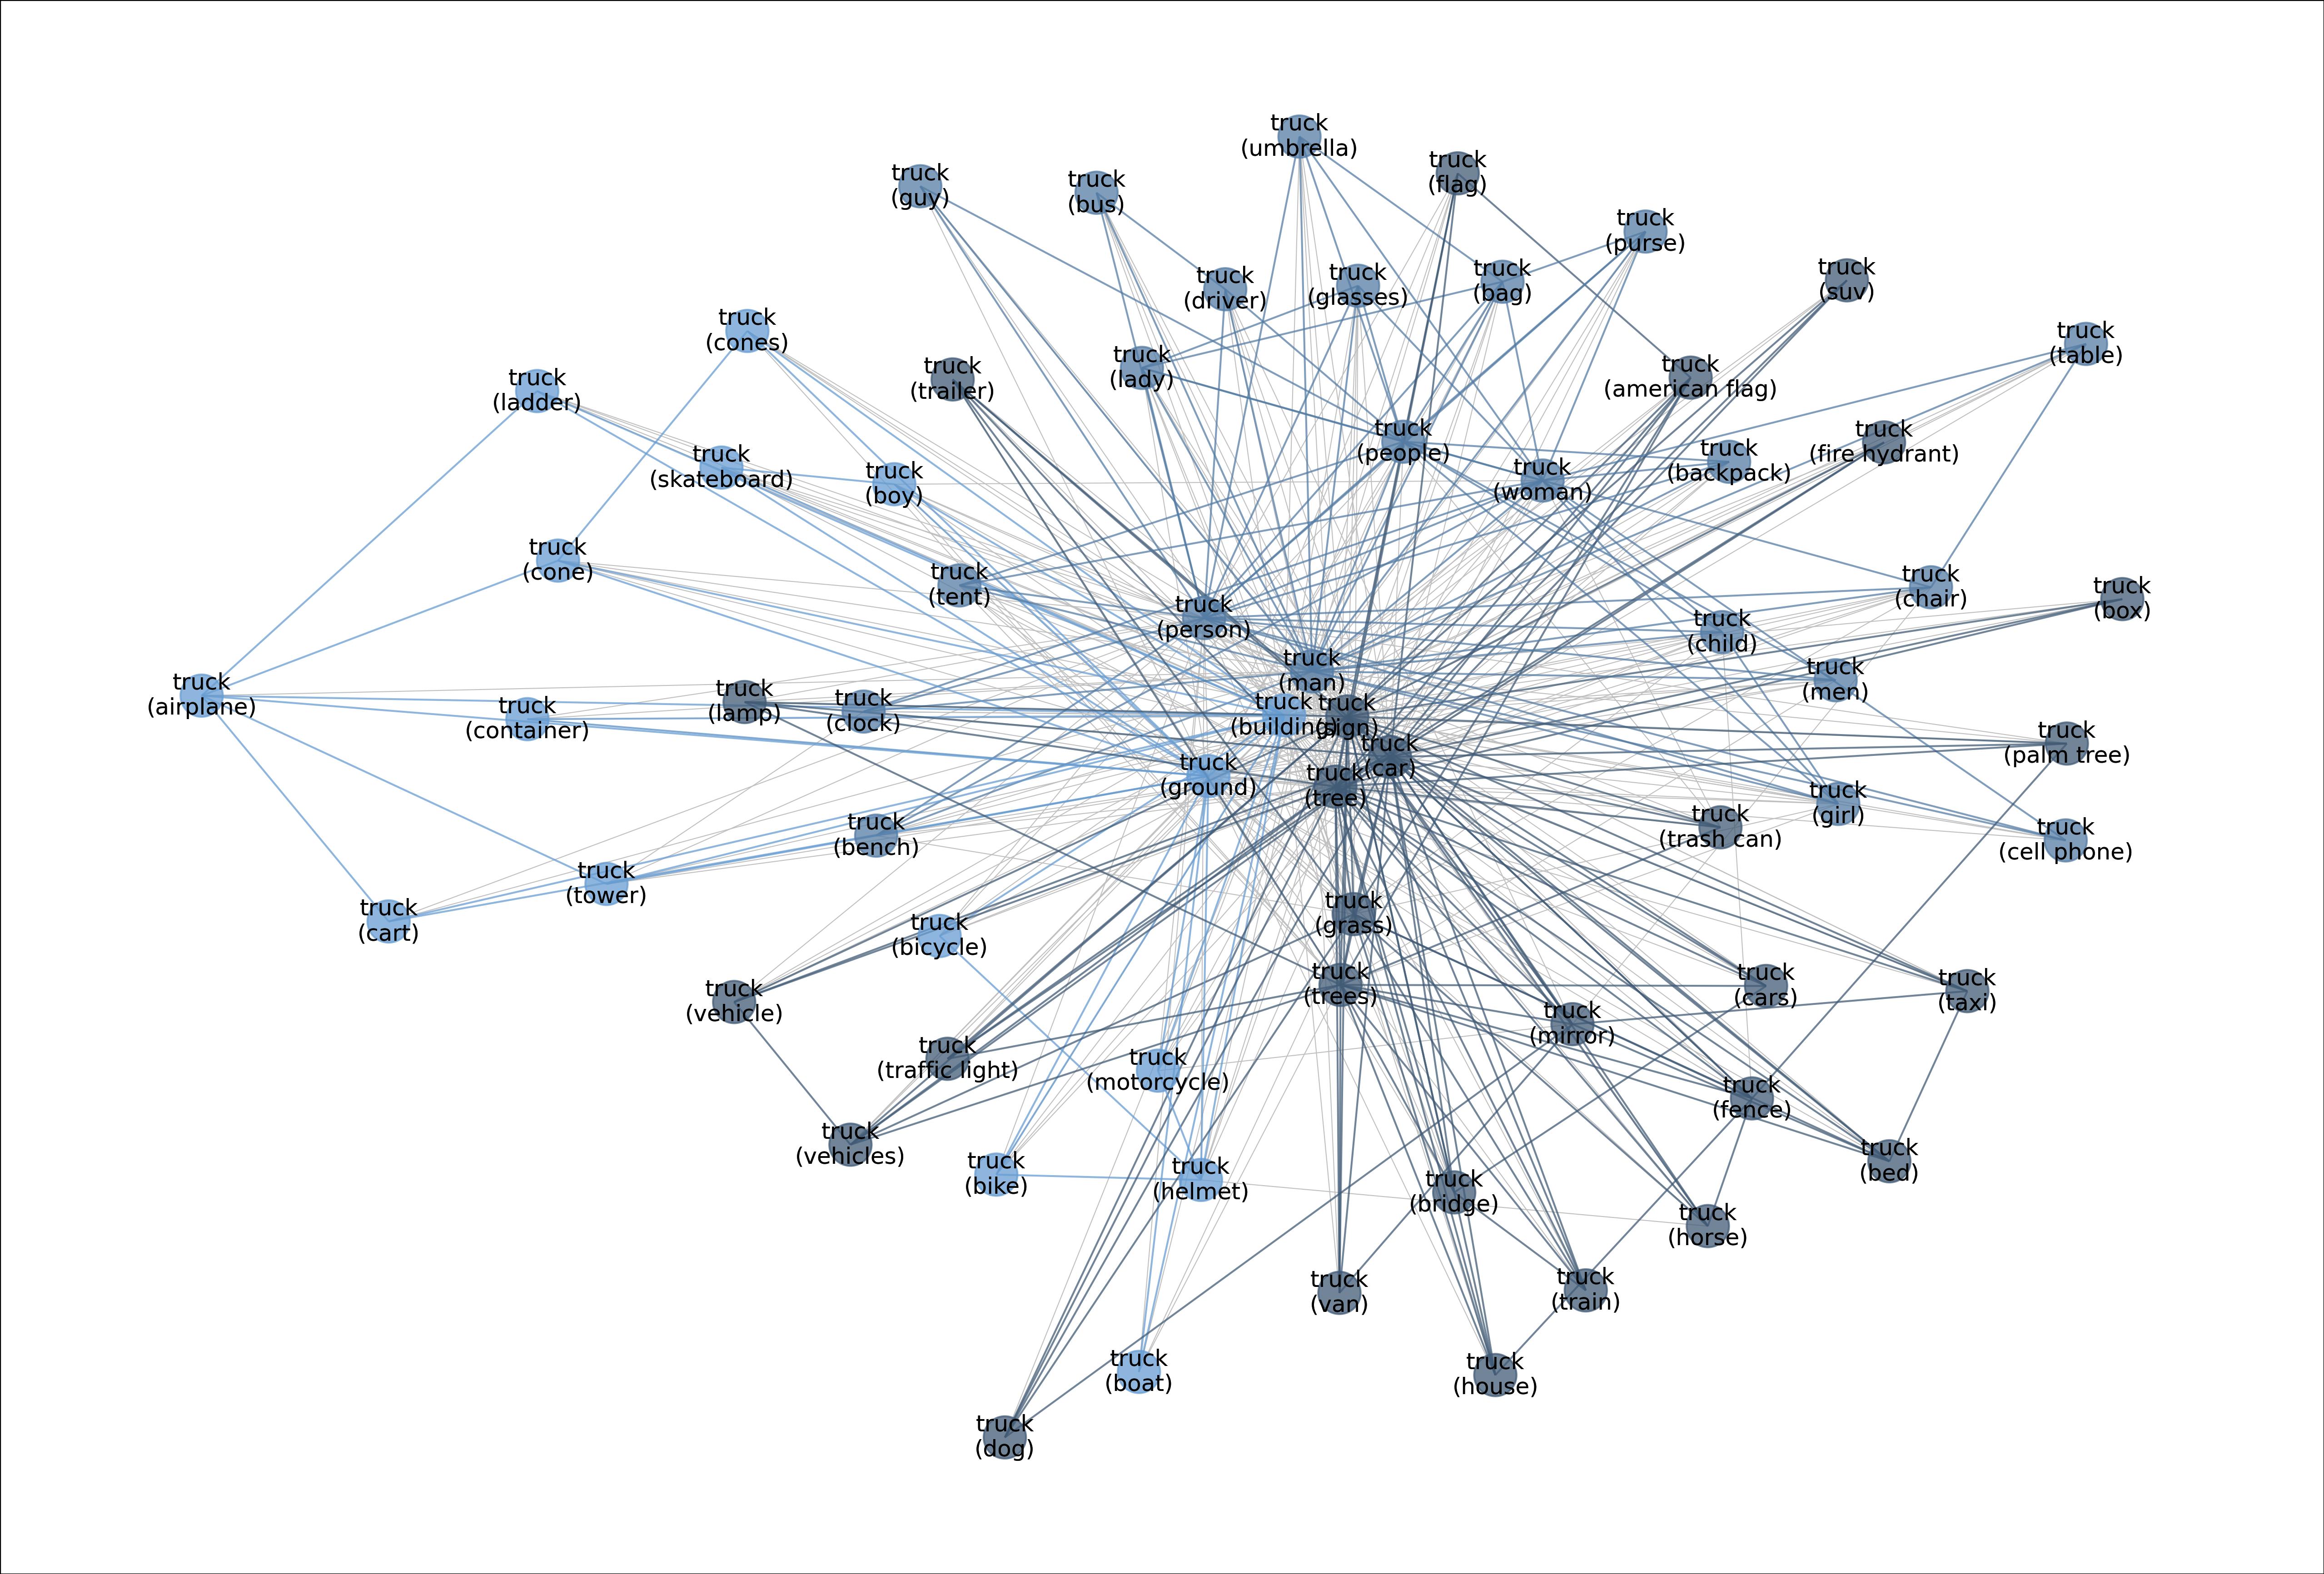 truck
(umbrella)
truck
(flag)
truck
(guy)
truck
(bus)
truck
(purse)
truck
(driver)
truck
(glasses)
truck
(bag)
truck
(suv)
truck
(cones)
truck
(table)
truck
(ladder)
truck
(trailer)
truck
(lady)
truck
(american flag)
truck
(skateboard)
truck
(boy)
truck
(people)
truck
(woman)
truck
(backpack)
truck
(fire hydrant)
truck
(cone)
truck
(tent)
truck
(person)
truck
(child)
truck
(chair)
truck
(box)
truck
(airplane)
truck
(container)
truck
(lamp)
truck
(clock)
truck
(man)
truck
(building)
truck
(sign)
truck
(men)
truck
(car)
truck
(palm tree)
truck
(ground)
truck
(tree)
truck
(girl)
truck
(bench)
truck
(trash can)
truck
(cell phone)
truck
(tower)
truck
(cart)
truck
(grass)
truck
(bicycle)
truck
(vehicle)
truck
(trees)
truck
(cars)
truck
(taxi)
truck
(mirror)
truck
(traffic light)
truck
(motorcycle)
truck
(fence)
truck
(vehicles)
truck
(bike)
truck
(helmet)
truck
(bridge)
truck
(bed)
truck
(horse)
truck
(van)
truck
(train)
truck
(boat)
truck
(house)
truck
(dog)